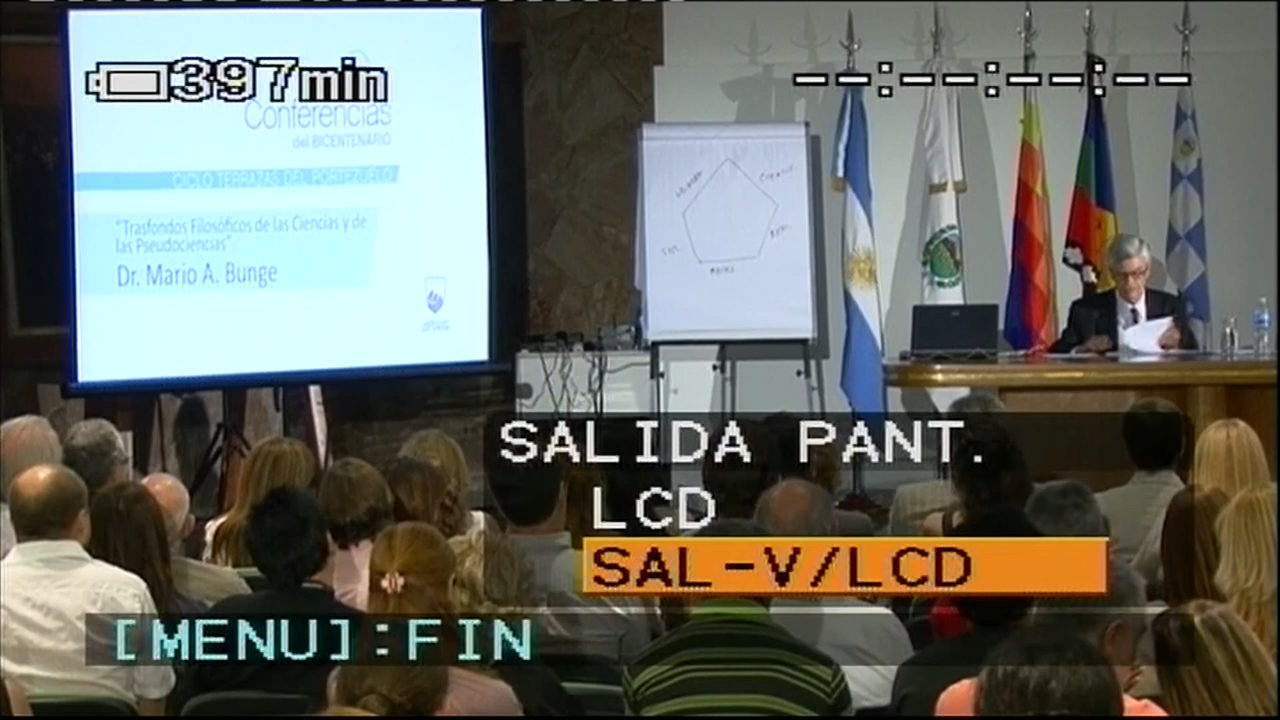 397min
--:--:--:--
Conferencias
del BICENTENARIO
CICLO TERRAZAS DEL PORTEZUELO
"Trasfondos Filosóficos de las Ciencias y de
las Pseudociencias"
Dr. Mario A. Bunge
SALIDA PANT.
LCD
SAL-V/LCD
[MENU]:FIN